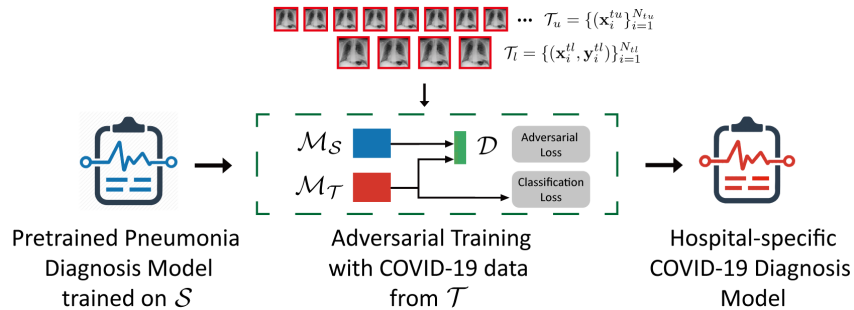 ... 𝒯_u = {(𝐱_i^{tu}}_{i=1}^{N_{tu}}
𝒯_l = {(𝐱_i^{tl}, 𝐲_i^{tl})}_{i=1}^{N_{tl}}
ℳ_𝒮
𝒟
Adversarial
Loss
ℳ_𝒯
Classification
Loss
Pretrained Pneumonia
Diagnosis Model
trained on 𝒮
Adversarial Training
with COVID-19 data
from 𝒯
Hospital-specific
COVID-19 Diagnosis
Model